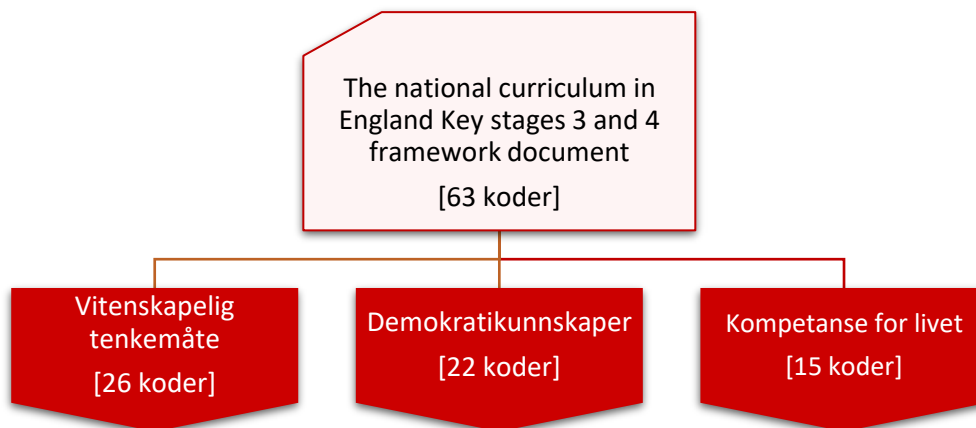 The national curriculum in
England Key stages 3 and 4
framework document
[63 koder]
Vitenskapelig
tenkemåte
[26 koder]
Demokratikunnskaper
[22 koder]
Kompetanse for livet
[15 koder]